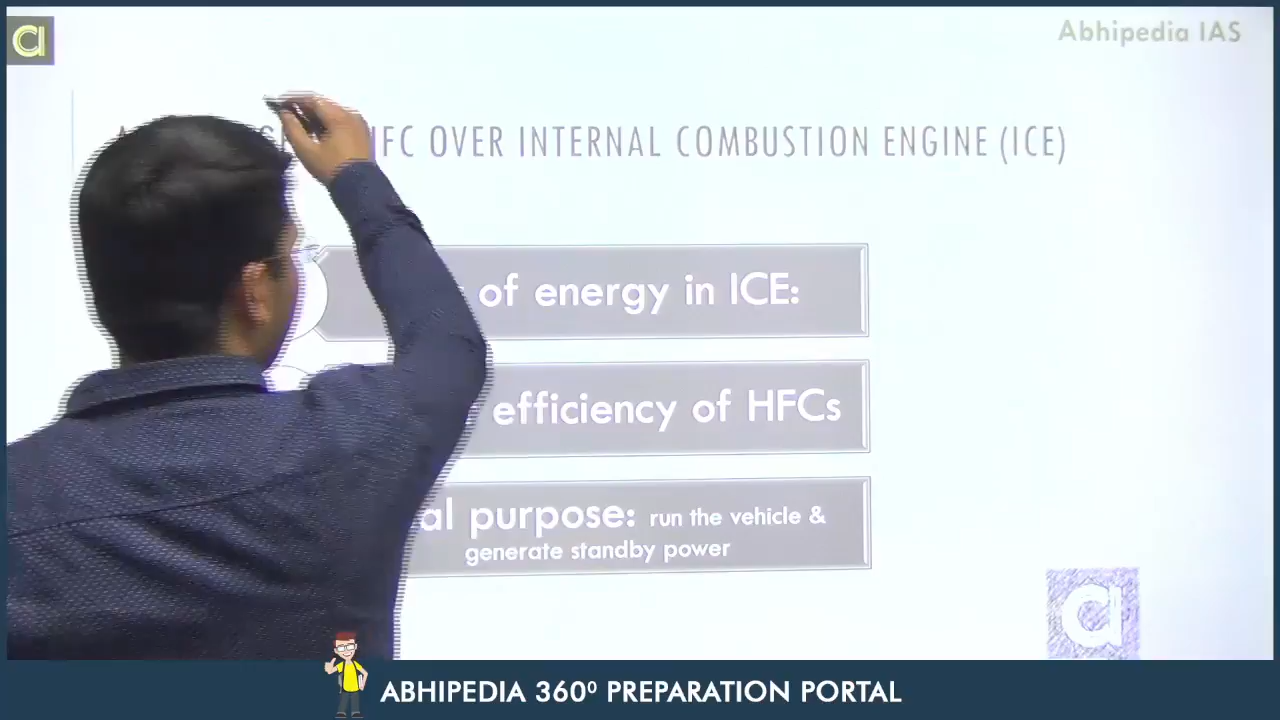 Abhipedia IAS
HFC OVER INTERNAL COMBUSTION ENGINE (ICE)
of energy in ICE:
efficiency of HFCs
al purpose: run the vehicle &
generate standby power
ABHIPEDIA 360⁰ PREPARATION PORTAL